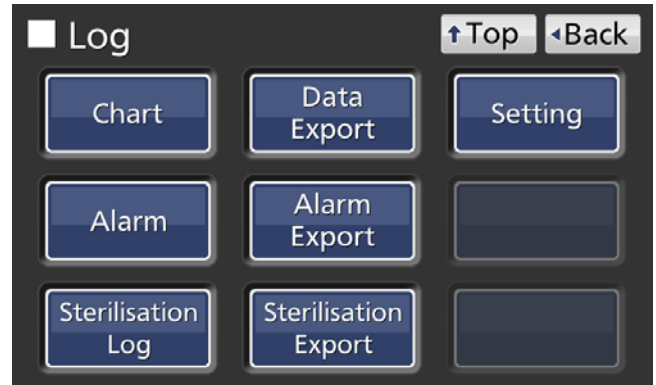 Log
↑Top
◂Back
Chart
Data
Export
Setting
Alarm
Alarm
Export
Sterilisation
Log
Sterilisation
Export